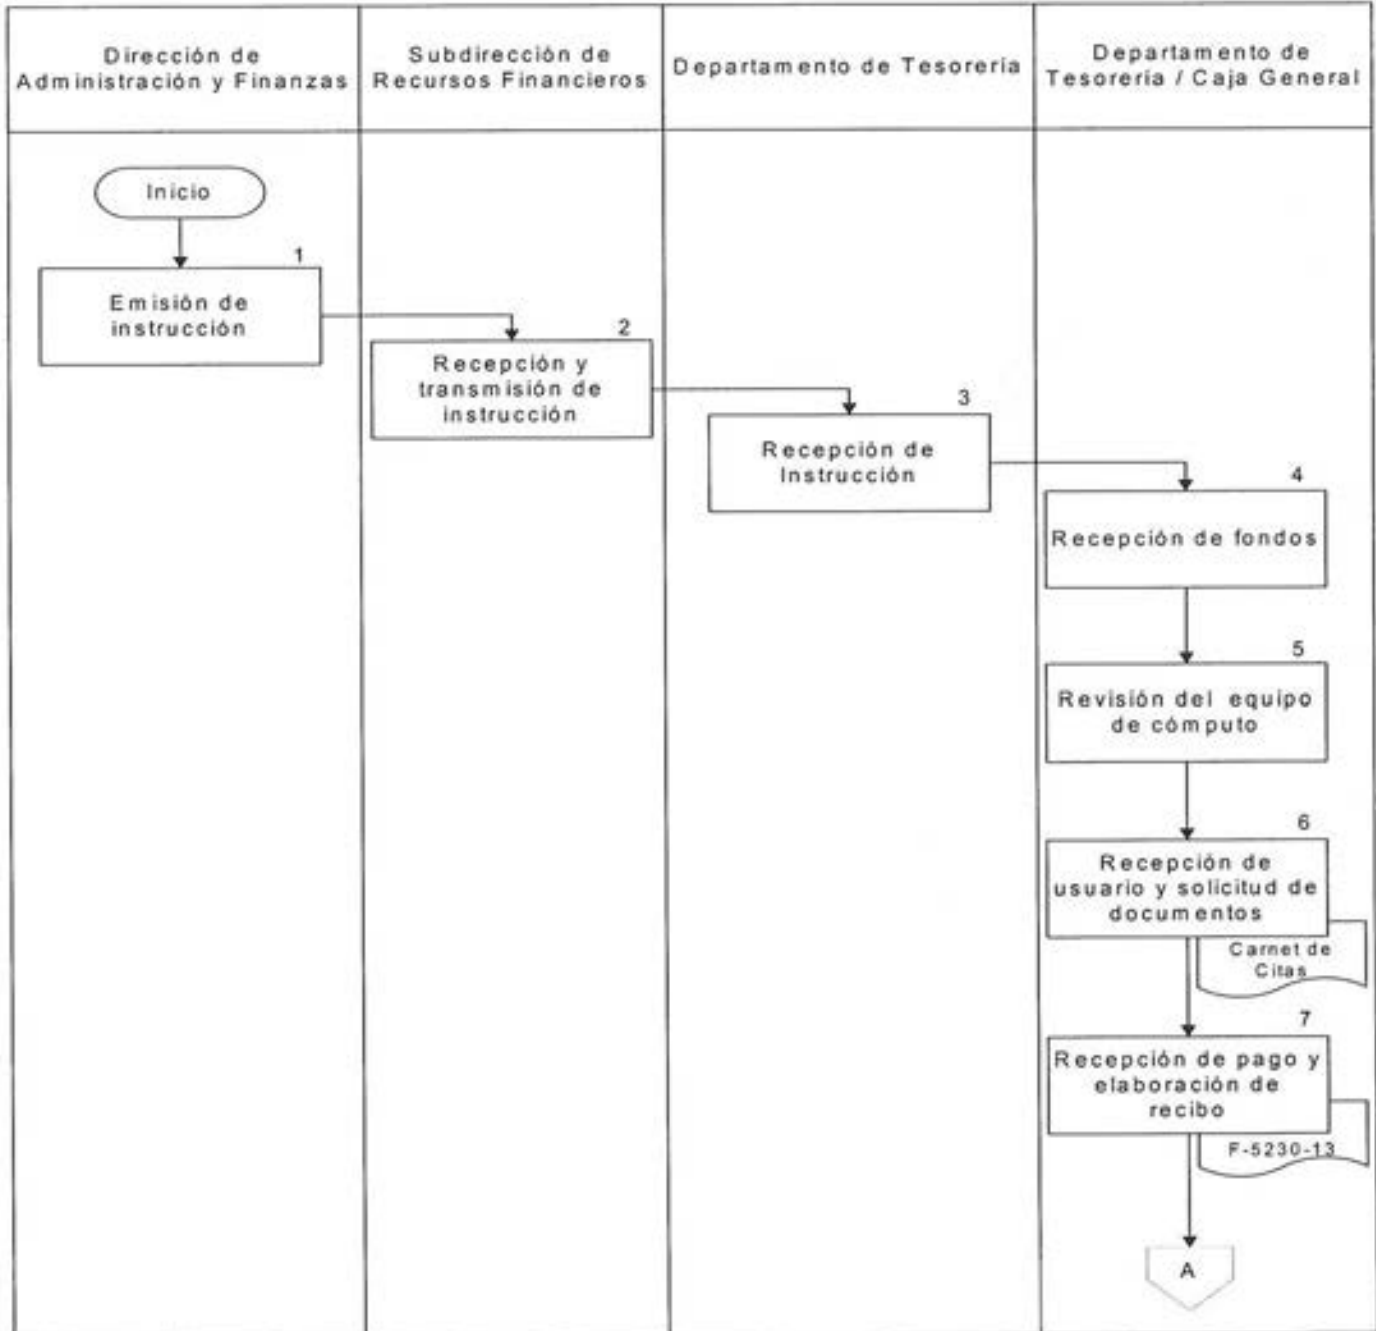 Dirección de
Administración y Finanzas
Subdirección de
Recursos Financieros
Departamento de Tesorería
Departamento de
Tesorería / Caja General
Inicio
1
Emisión de
instrucción
2
Recepción y
transmisión de
instrucción
3
Recepción de
Instrucción
4
Recepción de fondos
5
Revisión del equipo
de cómputo
6
Recepción de
usuario y solicitud de
documentos
Carnet de
Citas
7
Recepción de pago y
elaboración de
recibo
F-5230-13
A